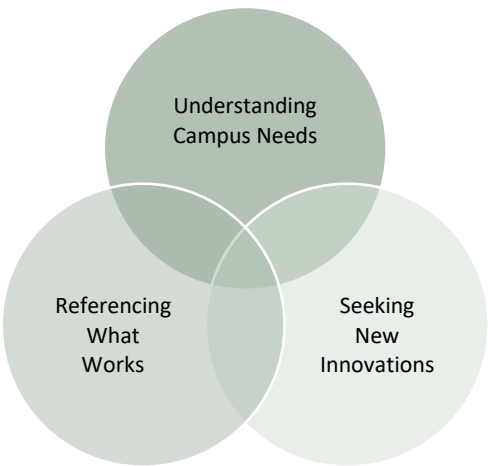 Understanding
Campus Needs
Referencing
What
Works
Seeking
New
Innovations